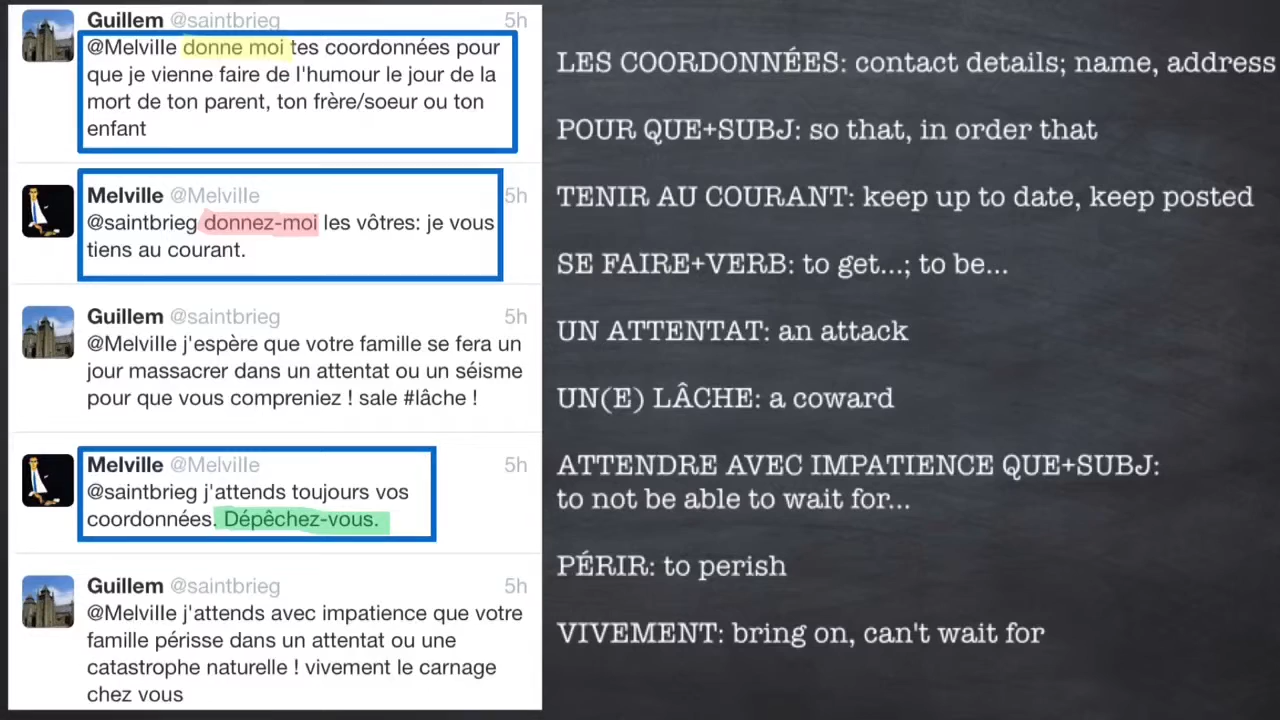 Guillem @saintbrieg 5h
@Melville donne moi tes coordonnées pour
que je vienne faire de l'humour le jour de la
mort de ton parent, ton frère/soeur ou ton
enfant
Melville @Melville 5h
@saintbrieg donnez-moi les vôtres: je vous
tiens au courant.
Guillem @saintbrieg 5h
@Melville j'espère que votre famille se fera un
jour massacrer dans un attentat ou un séisme
pour que vous compreniez ! sale #lâche !
Melville @Melville 5h
@saintbrieg j'attends toujours vos
coordonnées. Dépêchez-vous.
Guillem @saintbrieg 5h
@Melville j'attends avec impatience que votre
famille périsse dans un attentat ou une
catastrophe naturelle ! vivement le carnage
chez vous
LES COORDONNÉES: contact details; name, address
POUR QUE+SUBJ: so that, in order that
TENIR AU COURANT: keep up to date, keep posted
SE FAIRE+VERB: to get...; to be...
UN ATTENTAT: an attack
UN(E) LÂCHE: a coward
ATTENDRE AVEC IMPATIENCE QUE+SUBJ:
to not be able to wait for...
PÉRIR: to perish
VIVEMENT: bring on, can't wait for